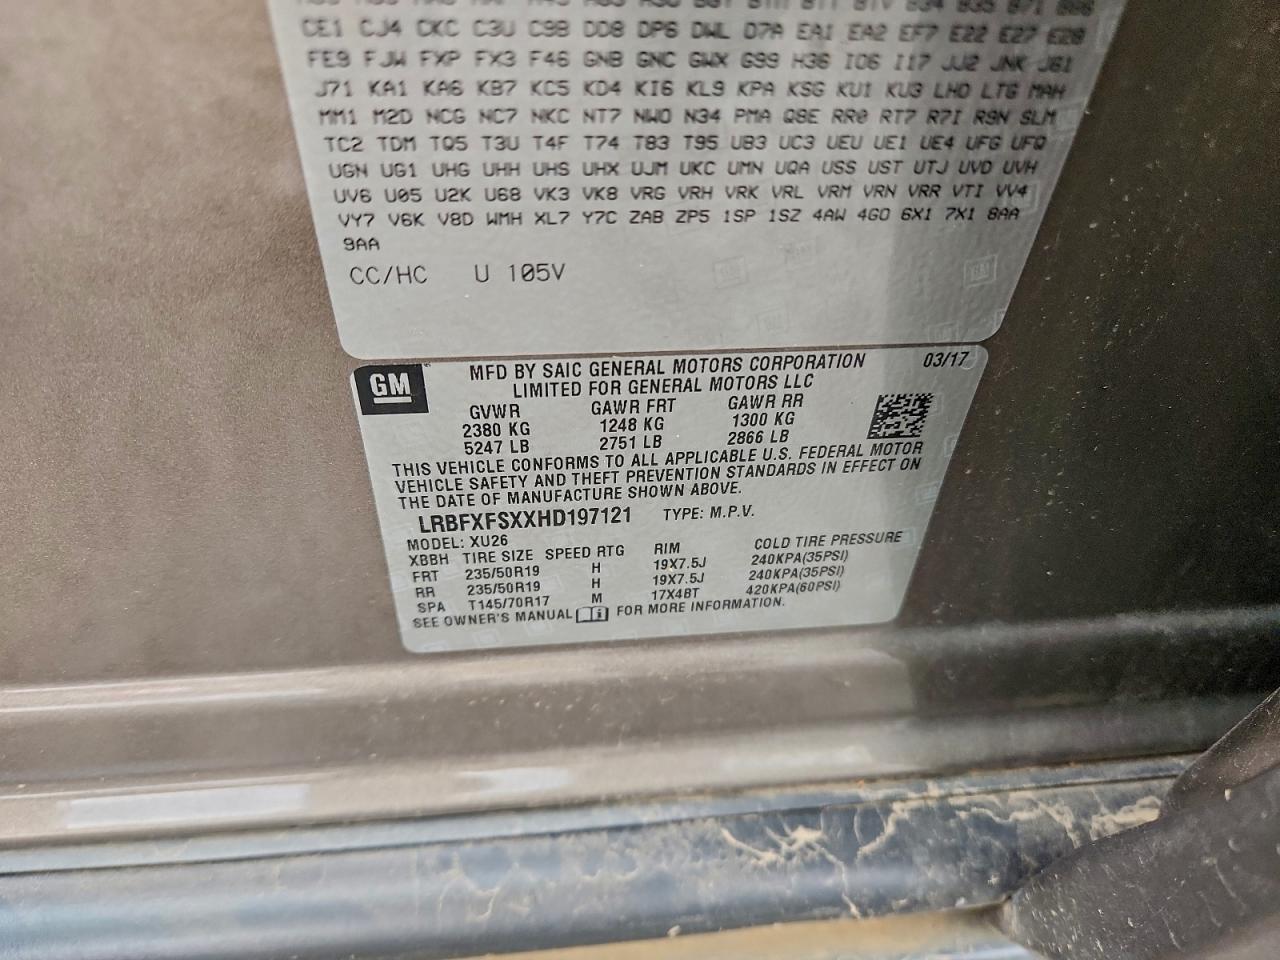 CE1 CJ4 CKC C3U C9B DD8 DP6 DWL D7A EA1 EA2 EF7 E22 E27 E28
FE9 FJW FXP FX3 F46 GNB GNC GWX G99 H36 IO6 I17 JJ2 JNK J61
J71 KA1 KA6 KB7 KC5 KD4 KI6 KL9 KPA KSG KU1 KU3 LHD LTG MAH
MM1 M2D NCG NC7 NKC NT7 NWO N34 PMA Q8E RR0 RT7 R7I R9N SLM
TC2 TDM TQ5 T3U T4F T74 T83 T95 UB3 UC3 UEU UE1 UE4 UFG UFQ
UGN UG1 UHG UHH UHS UHX UJM UKC UMN UQA USS UST UTJ UVD UVH
UV6 U05 U2K U68 VK3 VK8 VRG VRH VRK VRL VRM VRN VRR VTI VV4
VY7 V6K V8D WMH XL7 Y7C ZAB ZP5 1SP 1SZ 4AW 4GO 6X1 7X1 8AA
9AA
CC/HC U 105V
GM
MFD BY SAIC GENERAL MOTORS CORPORATION 03/17
LIMITED FOR GENERAL MOTORS LLC
GVWR GAWR FRT GAWR RR
2380 KG 1248 KG 1300 KG
5247 LB 2751 LB 2866 LB
THIS VEHICLE CONFORMS TO ALL APPLICABLE U.S. FEDERAL MOTOR
VEHICLE SAFETY AND THEFT PREVENTION STANDARDS IN EFFECT ON
THE DATE OF MANUFACTURE SHOWN ABOVE.
LRBFXFSXXHD197121 TYPE: M.P.V.
MODEL: XU26
XBBH TIRE SIZE SPEED RTG RIM COLD TIRE PRESSURE
FRT 235/50R19 H 19X7.5J 240KPA(35PSI)
RR 235/50R19 H 19X7.5J 240KPA(35PSI)
SPA T145/70R17 M 17X4BT 420KPA(60PSI)
SEE OWNER'S MANUAL FOR MORE INFORMATION.